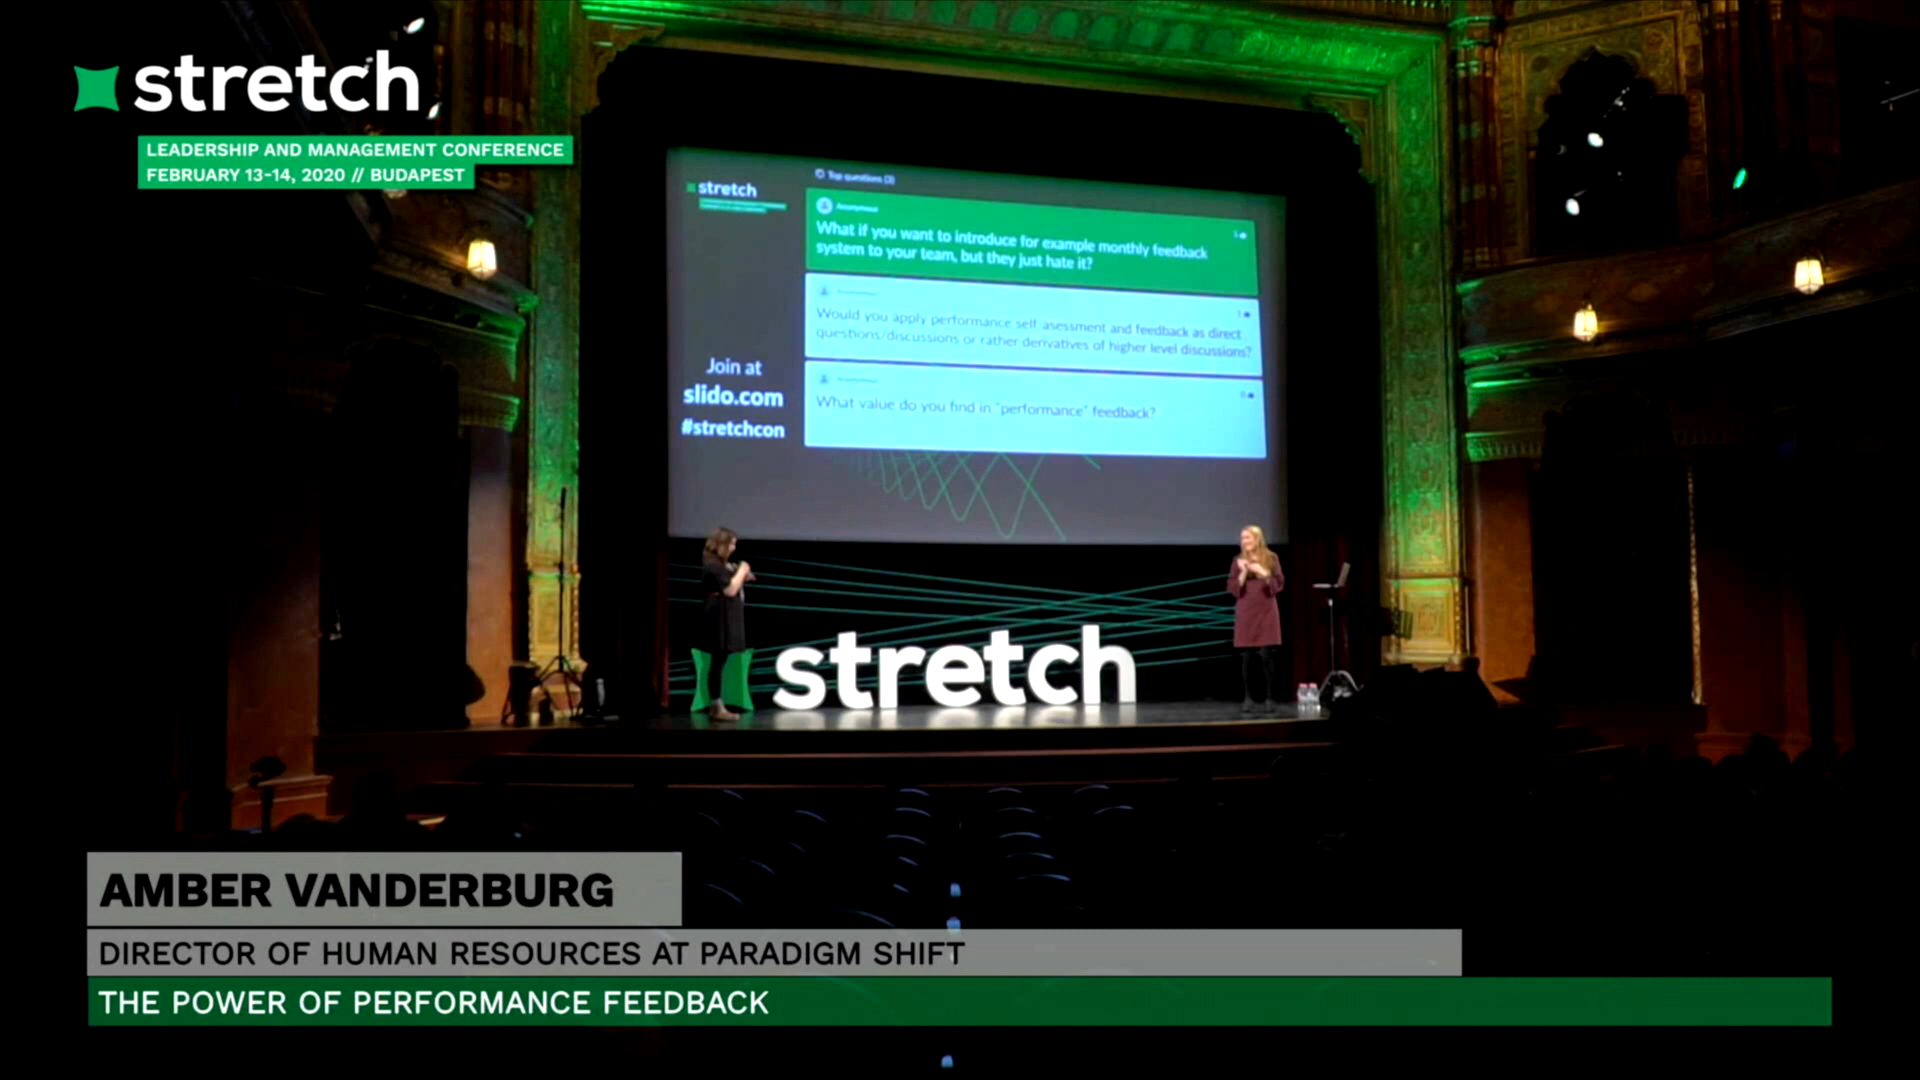 stretch
LEADERSHIP AND MANAGEMENT CONFERENCE
FEBRUARY 13-14, 2020 // BUDAPEST
stretch
Join at
slido.com
#stretchcon
Top questions (3)
Anonymous
What if you want to introduce for example monthly feedback
system to your team, but they just hate it?
Would you apply performance self asessment and feedback as direct
questions/discussions or rather derivatives of higher level discussions?
What value do you find in "performance" feedback?
stretch
AMBER VANDERBURG
DIRECTOR OF HUMAN RESOURCES AT PARADIGM SHIFT
THE POWER OF PERFORMANCE FEEDBACK